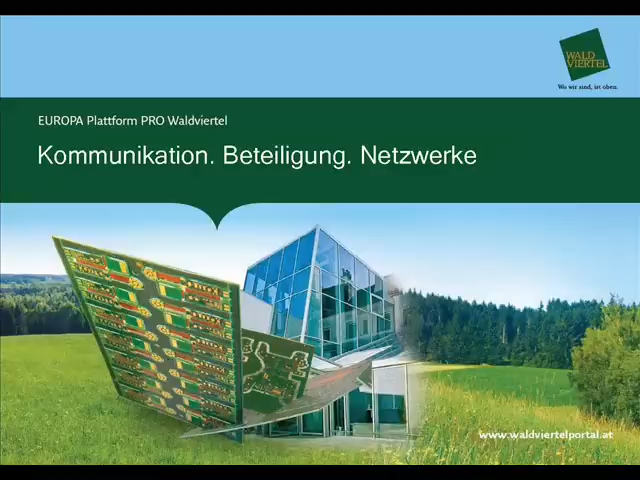 WALD
VIERTEL
Wo wir sind, ist oben.
EUROPA Plattform PRO Waldviertel
Kommunikation. Beteiligung. Netzwerke
www.waldviertelportal.at